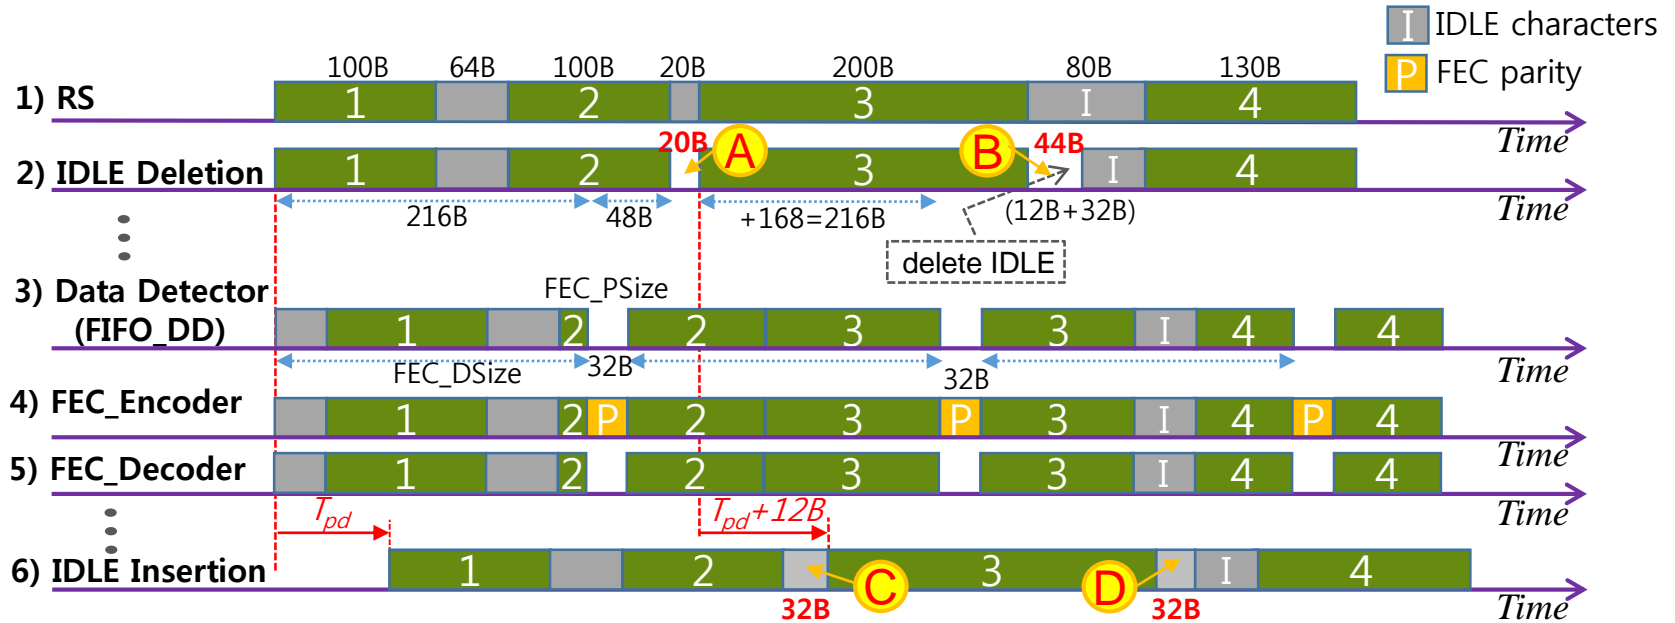 I IDLE characters
P FEC parity
100B 64B 100B 20B 200B 80B 130B
1) RS 1 2 3 I 4
Time
20B A B 44B
2) IDLE Deletion 1 2 3 I 4
216B 48B +168=216B (12B+32B) Time
delete IDLE
3) Data Detector FEC_PSize
(FIFO_DD) 1 2 2 3 3 I 4 4
FEC_DSize 32B 32B Time
4) FEC_Encoder 1 2 P 2 3 P 3 I 4 P 4
Time
5) FEC_Decoder 1 2 2 3 3 I 4 4
Time
Tpd Tpd+12B
6) IDLE Insertion 1 2 3 I 4
C D
32B 32B Time